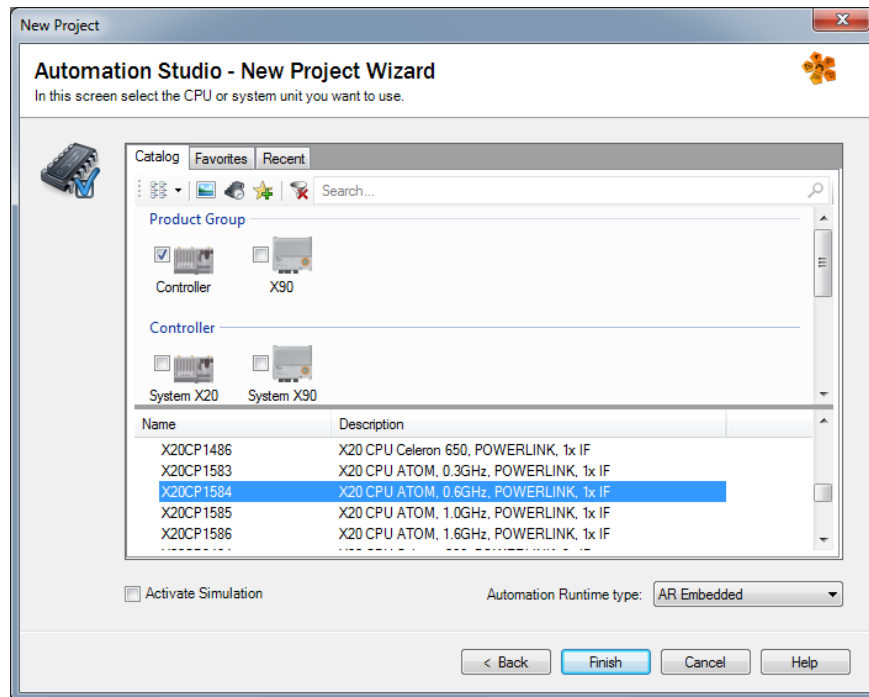 New Project
Automation Studio - New Project Wizard
In this screen select the CPU or system unit you want to use.
Catalog Favorites Recent
Search...
Product Group
Controller X90
Controller
System X20 System X90
Name Description
X20CP1486 X20 CPU Celeron 650, POWERLINK, 1x IF
X20CP1583 X20 CPU ATOM, 0.3GHz, POWERLINK, 1x IF
X20CP1584 X20 CPU ATOM, 0.6GHz, POWERLINK, 1x IF
X20CP1585 X20 CPU ATOM, 1.0GHz, POWERLINK, 1x IF
X20CP1586 X20 CPU ATOM, 1.6GHz, POWERLINK, 1x IF
Activate Simulation Automation Runtime type: AR Embedded
< Back Finish Cancel Help